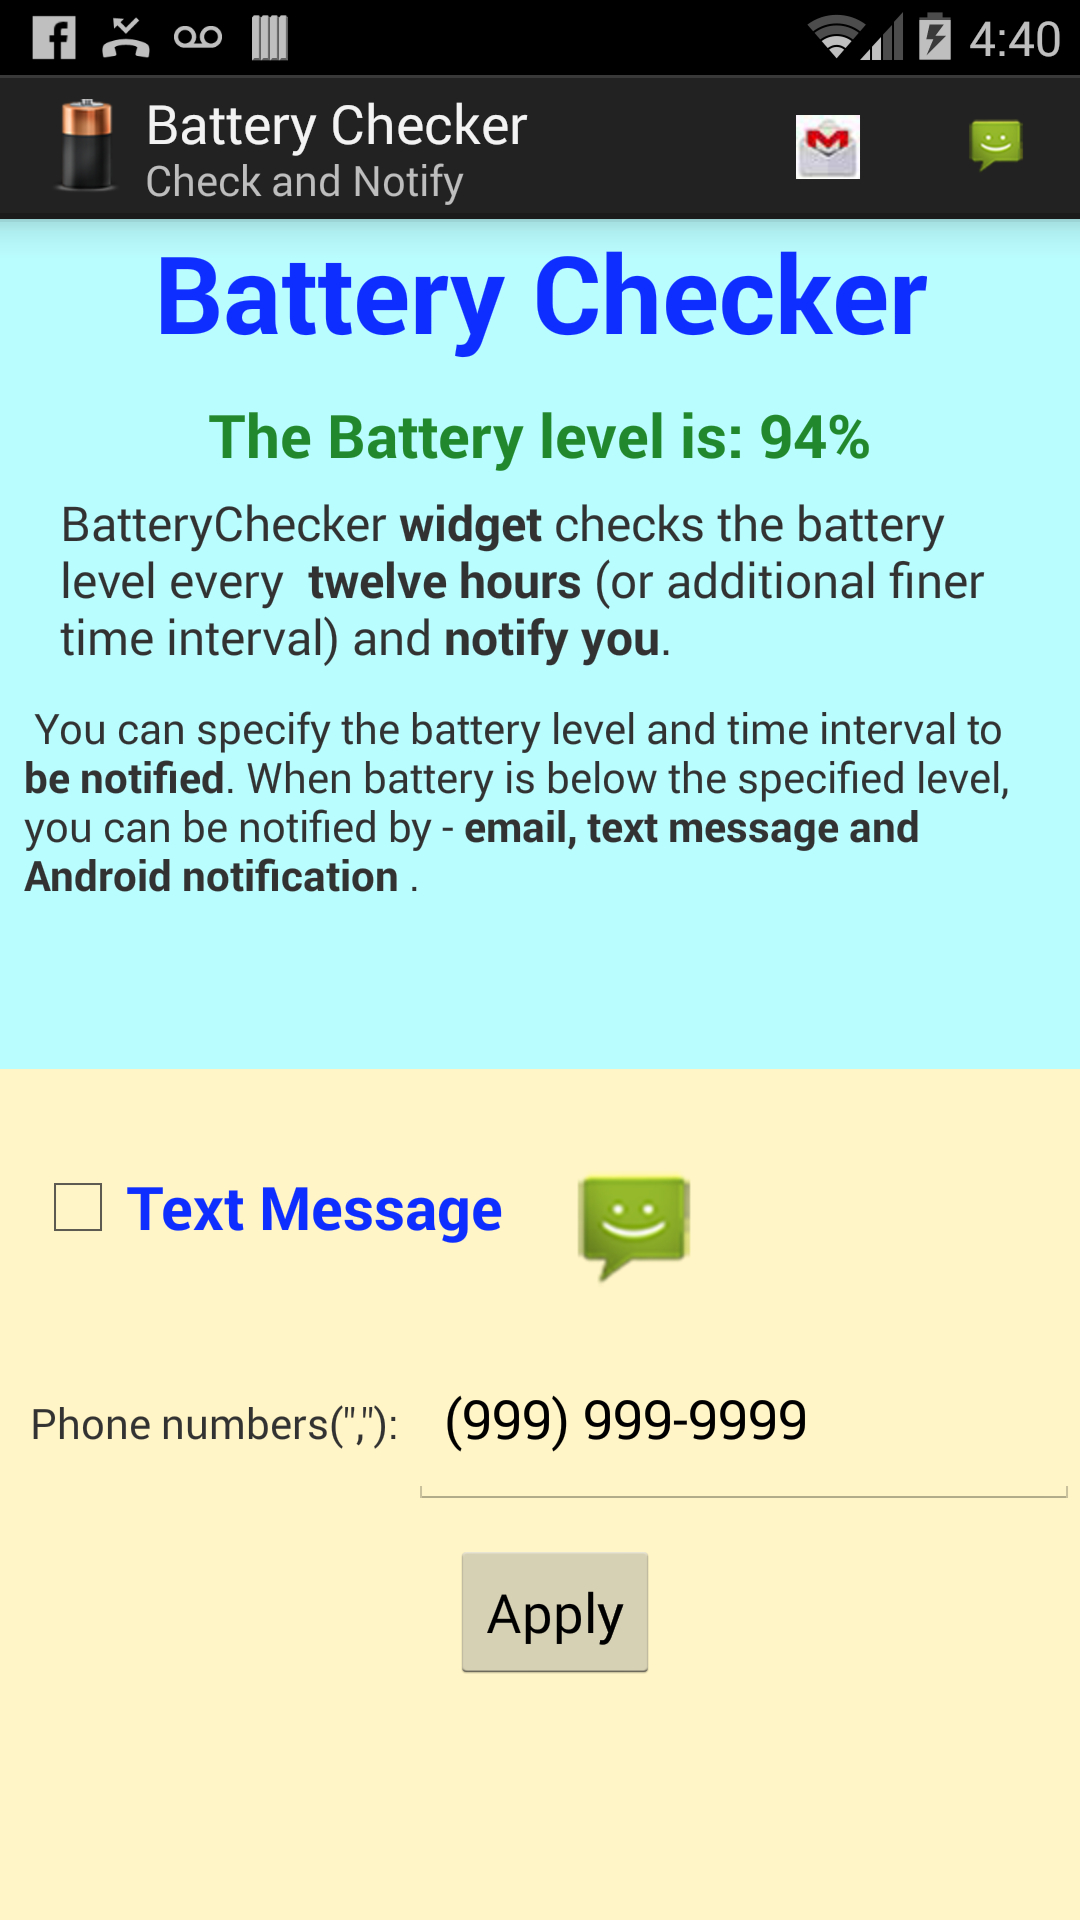 4:40
Battery Checker
Check and Notify
Battery Checker
The Battery level is: 94%
BatteryChecker widget checks the battery
level every  twelve hours (or additional finer
time interval) and notify you.
You can specify the battery level and time interval to
be notified. When battery is below the specified level,
you can be notified by - email, text message and
Android notification .
Text Message
Phone numbers(","):
(999) 999-9999
Apply